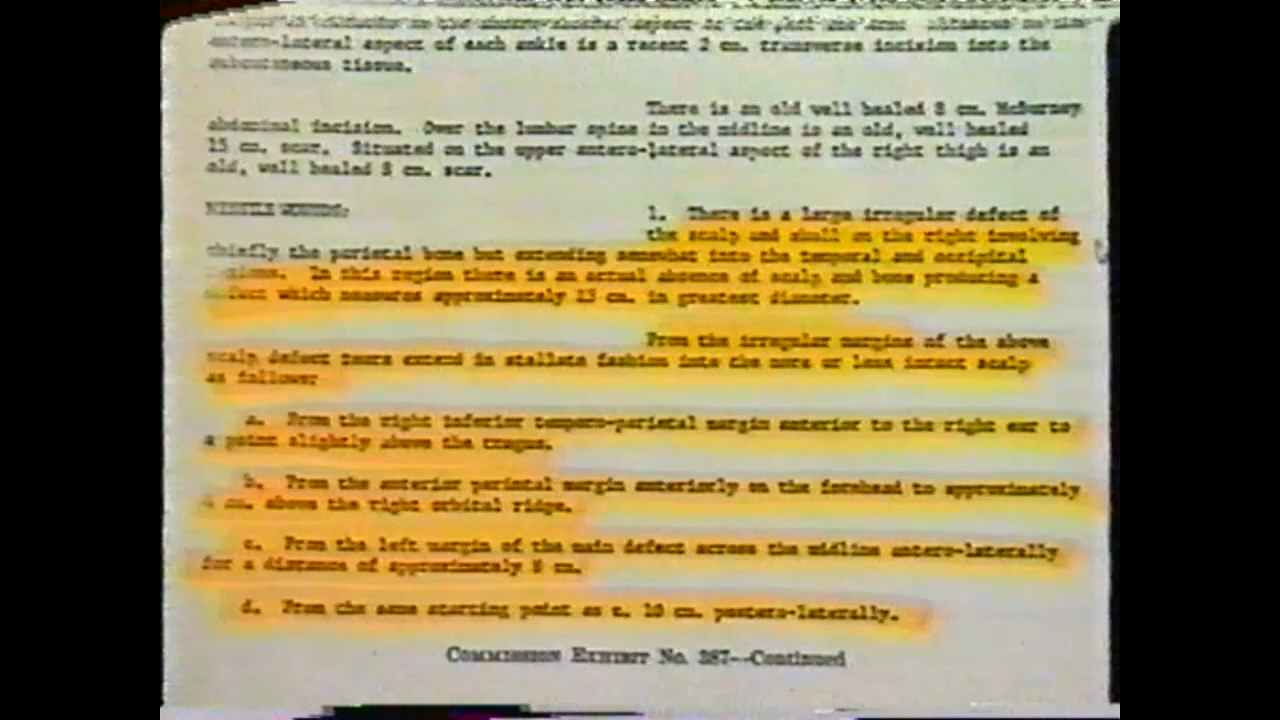 antero-lateral aspect of each ankle is a recent 2 cm. transverse incision into the
subcutaneous tissue.
There is an old well healed 8 cm. McBurney
abdominal incision. Over the lumbar spine in the midline is an old, well healed
15 cm. scar. Situated on the upper antero-lateral aspect of the right thigh is an
old, well healed 8 cm. scar.
MISSILE WOUNDS:
1. There is a large irregular defect of
the scalp and skull on the right involving
chiefly the parietal bone but extending somewhat into the temporal and occipital
regions. In this region there is an actual absence of scalp and bone producing a
defect which measures approximately 13 cm. in greatest diameter.
From the irregular margins of the above
scalp defect tears extend in stellate fashion into the more or less intact scalp
as follows:
a. From the right inferior temporo-parietal margin anterior to the right ear to
a point slightly above the tragus.
b. From the anterior parietal margin anteriorly on the forehead to approximately
4 cm. above the right orbital ridge.
c. From the left margin of the main defect across the midline antero-laterally
for a distance of approximately 8 cm.
d. From the same starting point as c. 10 cm. postero-laterally.
COMMISSION EXHIBIT No. 387--Continued